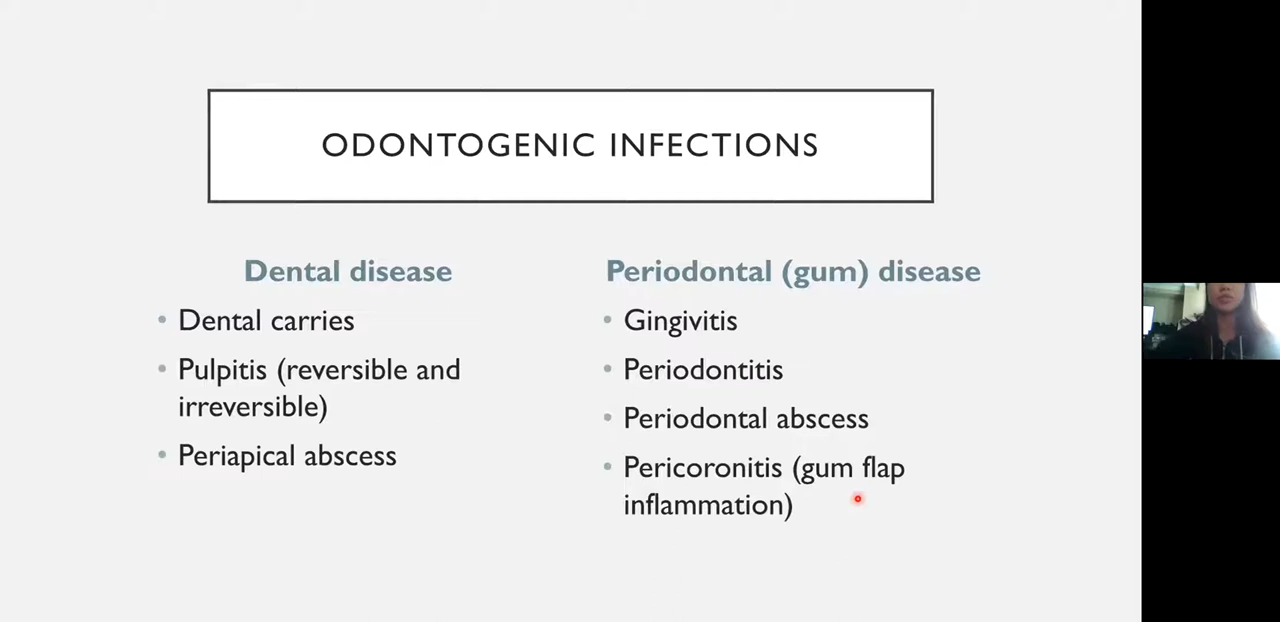 ODONTOGENIC INFECTIONS
Dental disease
• Dental carries
• Pulpitis (reversible and
irreversible)
• Periapical abscess
Periodontal (gum) disease
• Gingivitis
• Periodontitis
• Periodontal abscess
• Pericoronitis (gum flap
inflammation)